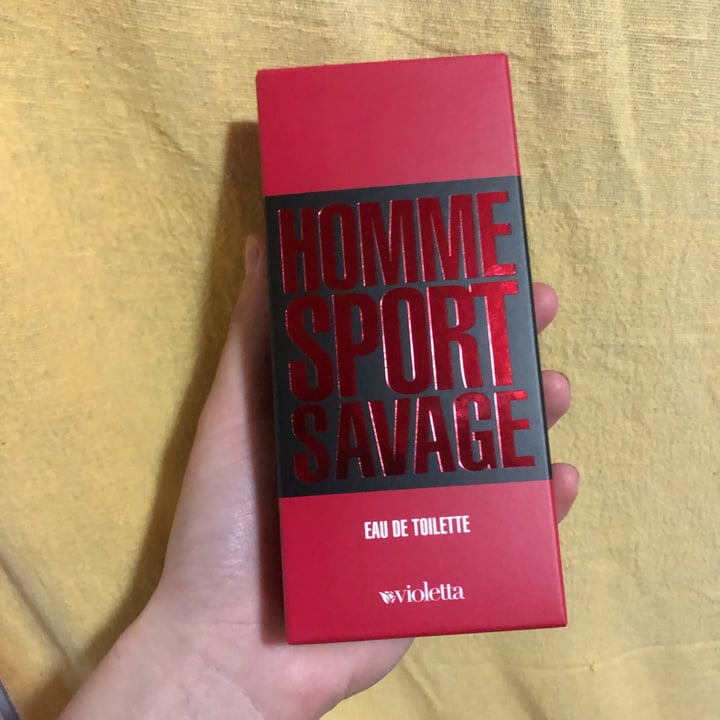 HOMME
SPORT
SAVAGE
EAU DE TOILETTE
violetta